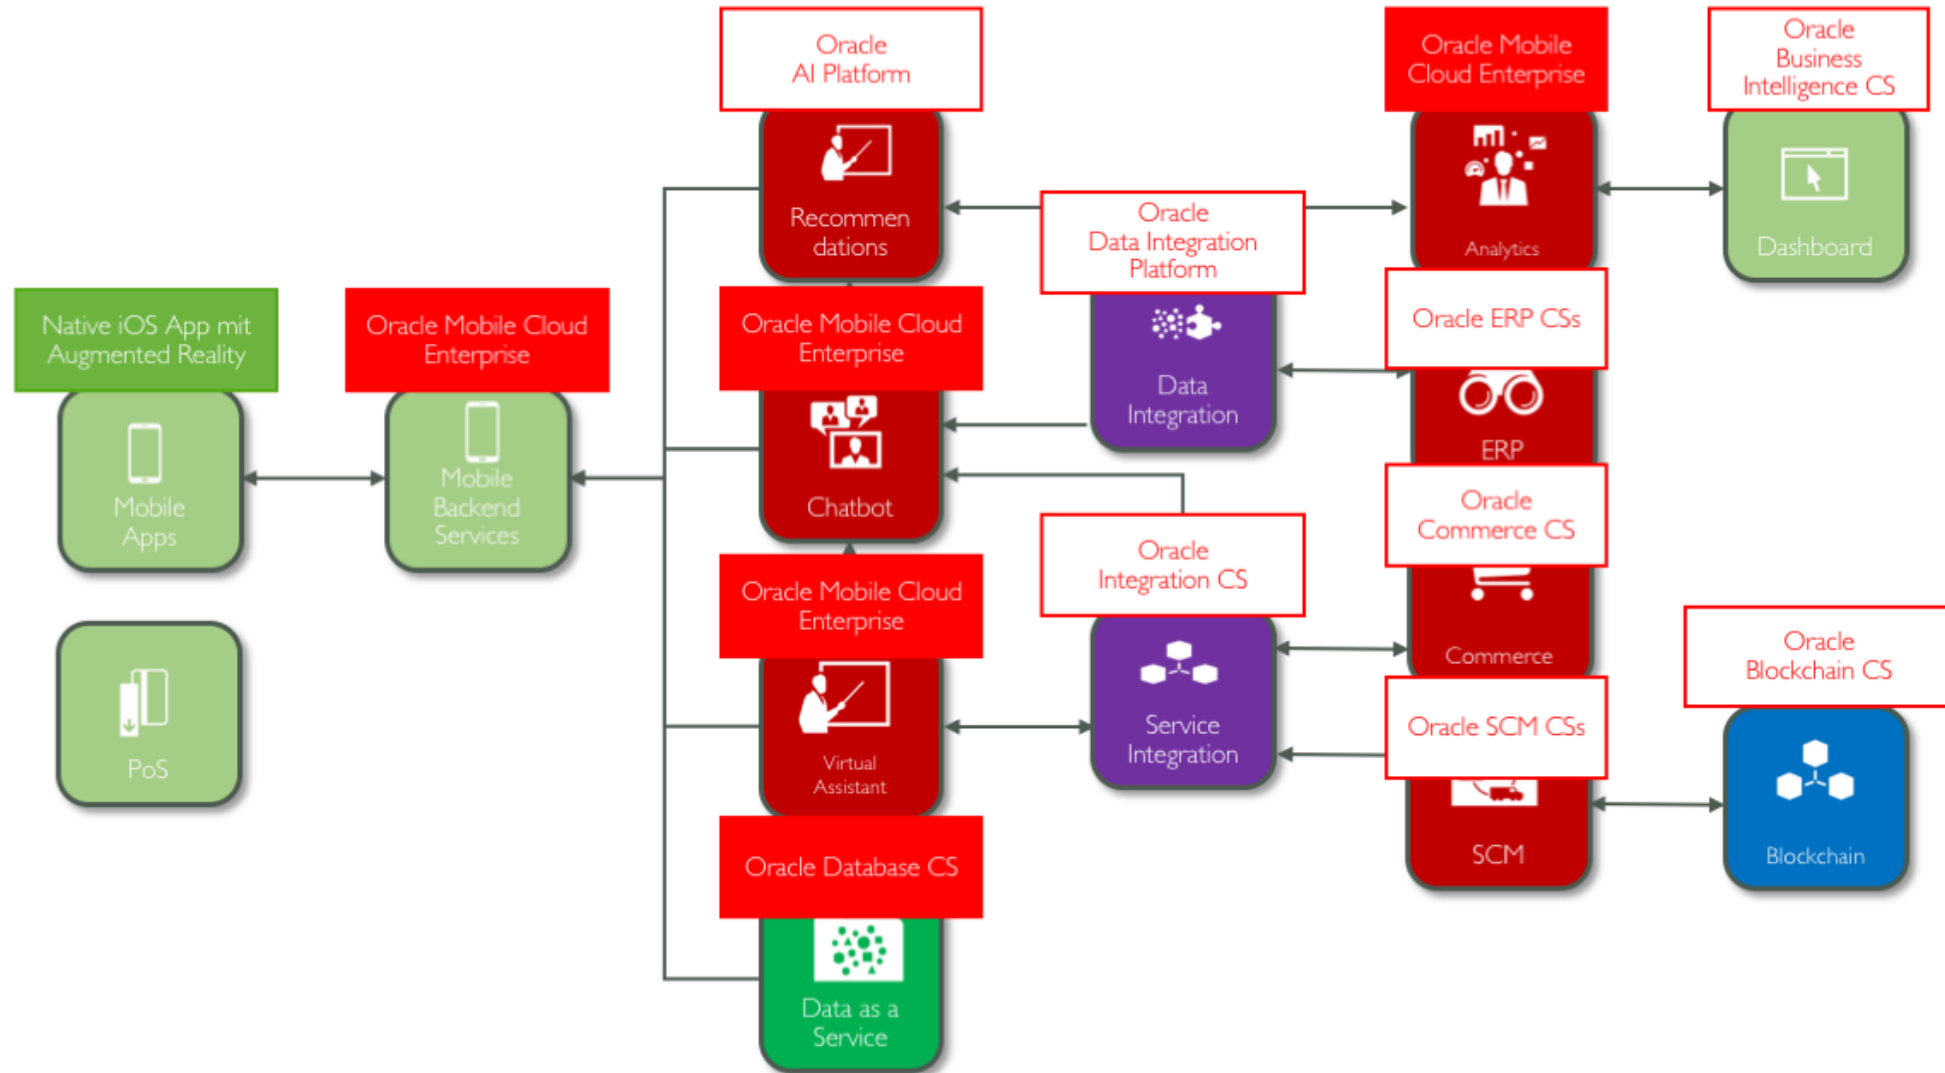 Oracle
AI Platform
Recommen
dations
Oracle Mobile
Cloud Enterprise
Analytics
Oracle
Business
Intelligence CS
Dashboard
Oracle
Data Integration
Platform
Data
Integration
Native iOS App mit
Augmented Reality
Mobile
Apps
Oracle Mobile Cloud
Enterprise
Mobile
Backend
Services
Oracle Mobile Cloud
Enterprise
Chatbot
Oracle ERP CSs
ERP
Oracle
Commerce CS
Commerce
Oracle
Integration CS
Service
Integration
Oracle Mobile Cloud
Enterprise
Virtual
Assistant
PoS
Oracle SCM CSs
SCM
Oracle
Blockchain CS
Blockchain
Oracle Database CS
Data as a
Service